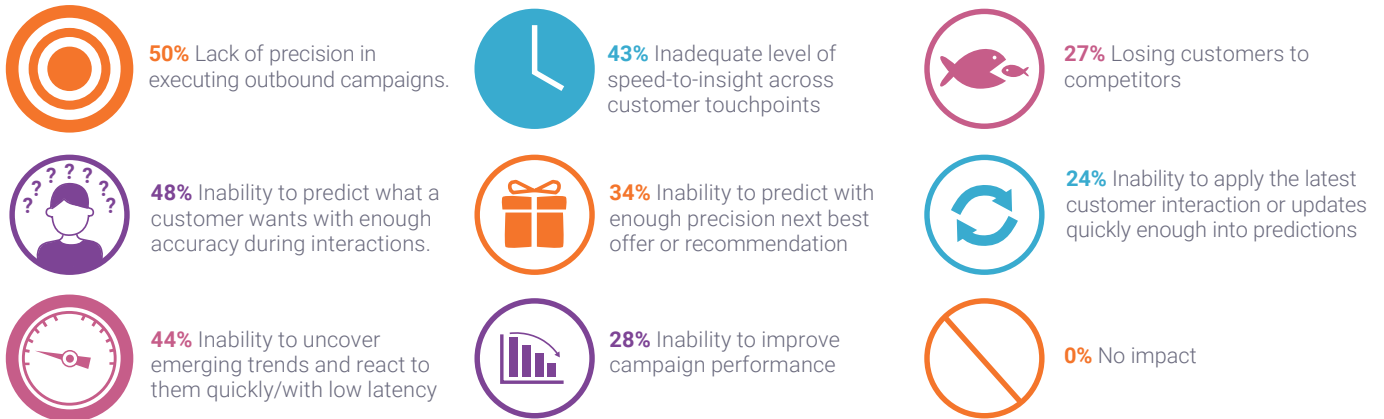 50% Lack of precision in
executing outbound campaigns.
? ? ? ? ? ? ?
48% Inability to predict what a
customer wants with enough
accuracy during interactions.
44% Inability to uncover
emerging trends and react to
them quickly/with low latency
43% Inadequate level of
speed-to-insight across
customer touchpoints
34% Inability to predict with
enough precision next best
offer or recommendation
28% Inability to improve
campaign performance
27% Losing customers to
competitors
24% Inability to apply the latest
customer interaction or updates
quickly enough into predictions
0% No impact